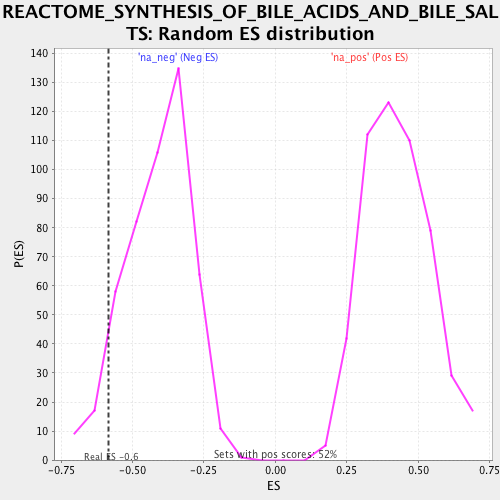 REACTOME_SYNTHESIS_OF_BILE_ACIDS_AND_BILE_SAL
TS: Random ES distribution
'na_neg' (Neg ES)
'na_pos' (Pos ES)
140
130
120
110
100
90
80
70
60
50
40
30
20
10
0
P(ES)
Real ES -0.6
Sets with pos scores: 52%
-0.75
-0.50
-0.25
0.00
0.25
0.50
0.75
ES